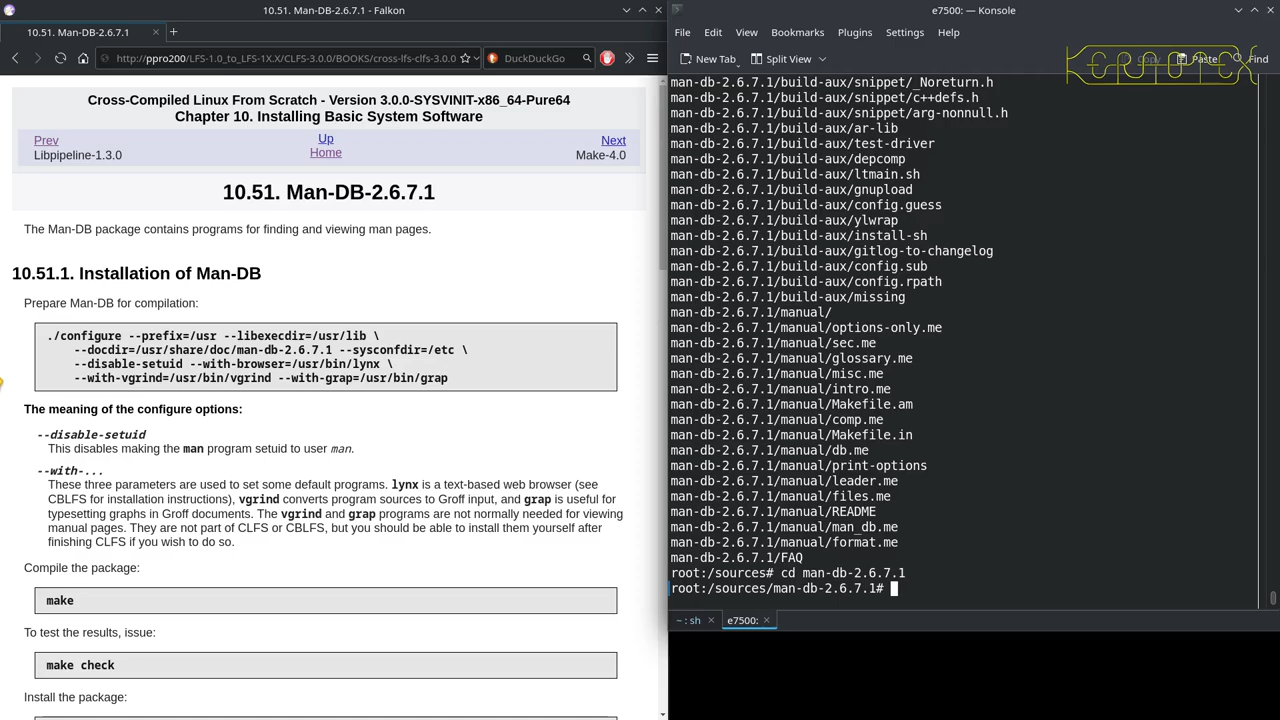 10.51. Man-DB-2.6.7.1 - Falkon
10.51. Man-DB-2.6.7.1
http://ppro200/LFS-1.0_to_LFS-1X.X/CLFS-3.0.0/BOOKS/cross-lfs-clfs-3.0.0
DuckDuckGo
Cross-Compiled Linux From Scratch - Version 3.0.0-SYSVINIT-x86_64-Pure64
Chapter 10. Installing Basic System Software
Prev
Up
Next
Libpipeline-1.3.0
Home
Make-4.0
10.51. Man-DB-2.6.7.1
The Man-DB package contains programs for finding and viewing man pages.
10.51.1. Installation of Man-DB
Prepare Man-DB for compilation:
./configure --prefix=/usr --libexecdir=/usr/lib \
--docdir=/usr/share/doc/man-db-2.6.7.1 --sysconfdir=/etc \
--disable-setuid --with-browser=/usr/bin/lynx \
--with-vgrind=/usr/bin/vgrind --with-grap=/usr/bin/grap
The meaning of the configure options:
--disable-setuid
This disables making the man program setuid to user man.
--with-...
These three parameters are used to set some default programs. lynx is a text-based web browser (see
CBLFS for installation instructions), vgrind converts program sources to Groff input, and grap is useful for
typesetting graphs in Groff documents. The vgrind and grap programs are not normally needed for viewing
manual pages. They are not part of CLFS or CBLFS, but you should be able to install them yourself after
finishing CLFS if you wish to do so.
Compile the package:
make
To test the results, issue:
make check
Install the package:
e7500: — Konsole
File Edit View Bookmarks Plugins Settings Help
New Tab Split View Copy Paste Find
man-db-2.6.7.1/build-aux/snippet/_Noreturn.h
man-db-2.6.7.1/build-aux/snippet/c++defs.h
man-db-2.6.7.1/build-aux/snippet/arg-nonnull.h
man-db-2.6.7.1/build-aux/ar-lib
man-db-2.6.7.1/build-aux/test-driver
man-db-2.6.7.1/build-aux/depcomp
man-db-2.6.7.1/build-aux/ltmain.sh
man-db-2.6.7.1/build-aux/gnupload
man-db-2.6.7.1/build-aux/config.guess
man-db-2.6.7.1/build-aux/ylwrap
man-db-2.6.7.1/build-aux/install-sh
man-db-2.6.7.1/build-aux/gitlog-to-changelog
man-db-2.6.7.1/build-aux/config.sub
man-db-2.6.7.1/build-aux/config.rpath
man-db-2.6.7.1/build-aux/missing
man-db-2.6.7.1/manual/
man-db-2.6.7.1/manual/options-only.me
man-db-2.6.7.1/manual/sec.me
man-db-2.6.7.1/manual/glossary.me
man-db-2.6.7.1/manual/misc.me
man-db-2.6.7.1/manual/intro.me
man-db-2.6.7.1/manual/Makefile.am
man-db-2.6.7.1/manual/comp.me
man-db-2.6.7.1/manual/Makefile.in
man-db-2.6.7.1/manual/db.me
man-db-2.6.7.1/manual/print-options
man-db-2.6.7.1/manual/leader.me
man-db-2.6.7.1/manual/files.me
man-db-2.6.7.1/manual/README
man-db-2.6.7.1/manual/man_db.me
man-db-2.6.7.1/manual/format.me
man-db-2.6.7.1/FAQ
root:/sources# cd man-db-2.6.7.1
root:/sources/man-db-2.6.7.1#
~ : sh
e7500: